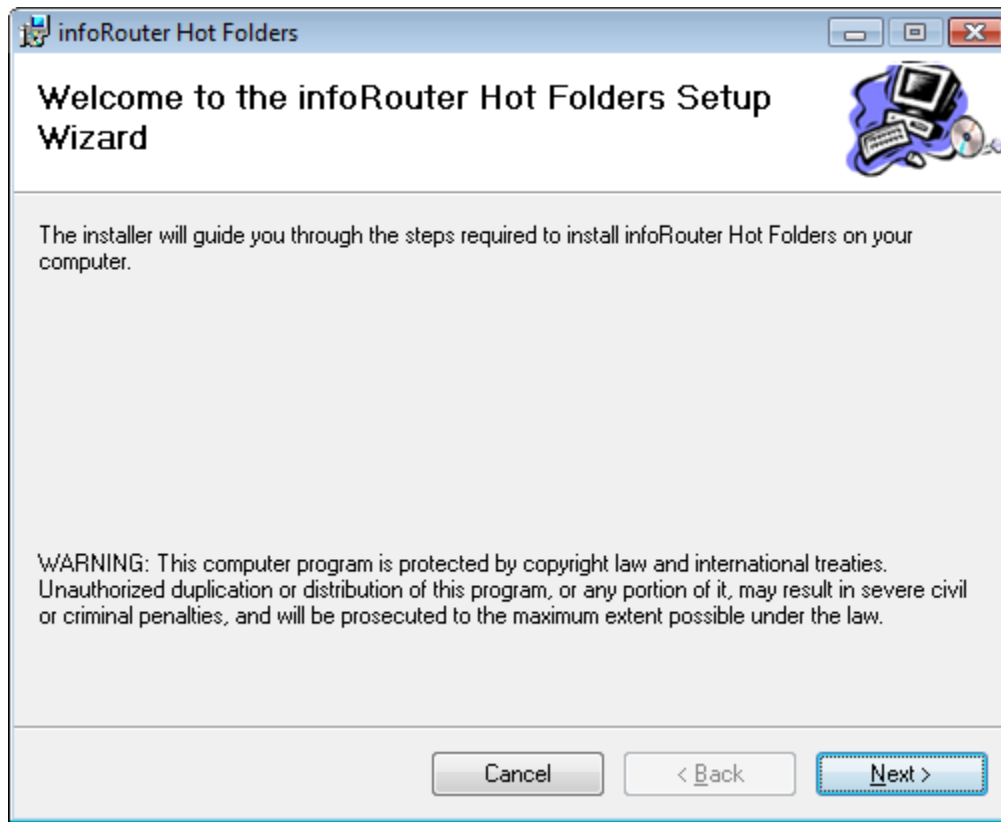 infoRouter Hot Folders
Welcome to the infoRouter Hot Folders Setup
Wizard
The installer will guide you through the steps required to install infoRouter Hot Folders on your
computer.
WARNING: This computer program is protected by copyright law and international treaties.
Unauthorized duplication or distribution of this program, or any portion of it, may result in severe civil
or criminal penalties, and will be prosecuted to the maximum extent possible under the law.
Cancel < Back Next >